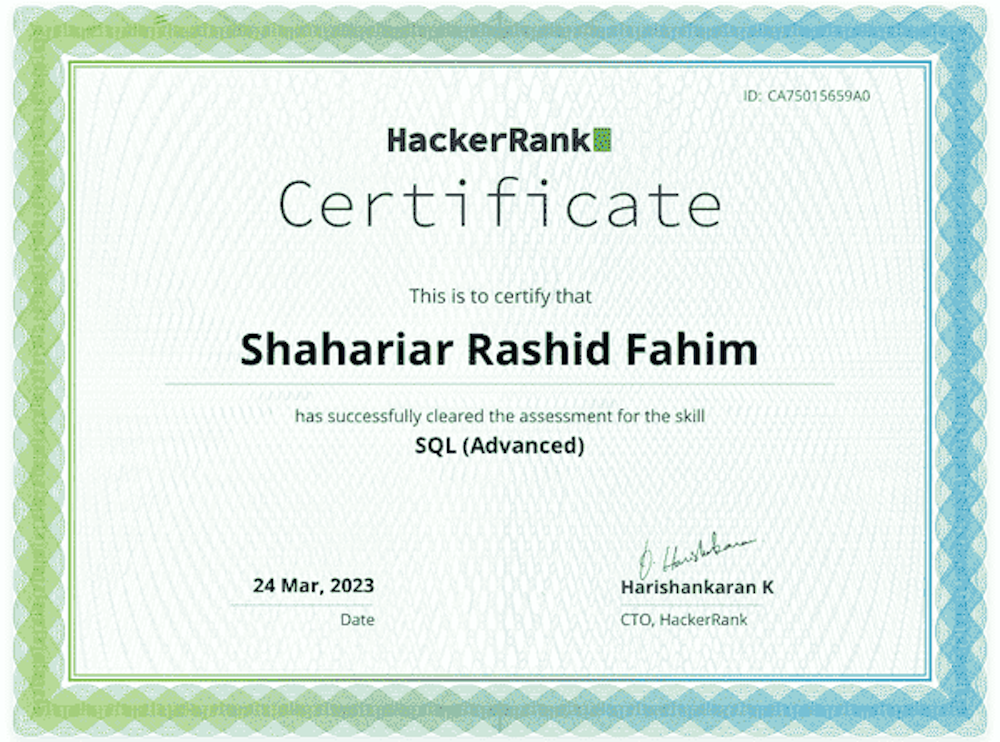 ID: CA75015659A0
HackerRank
Certificate
This is to certify that
Shahariar Rashid Fahim
has successfully cleared the assessment for the skill
SQL (Advanced)
24 Mar, 2023
Date
Harishankaran K
CTO, HackerRank